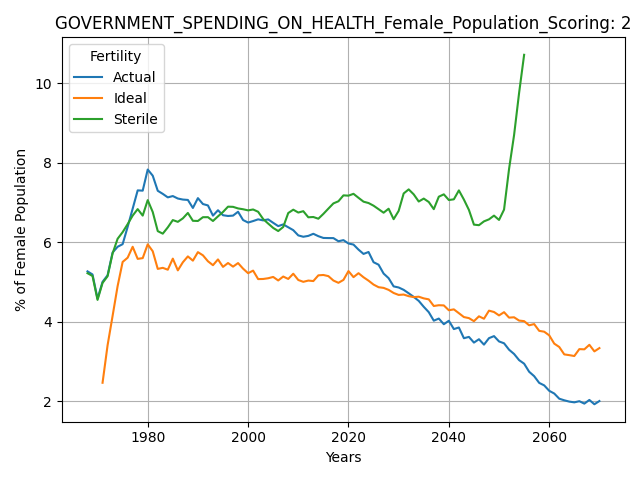 GOVERNMENT_SPENDING_ON_HEALTH_Female_Population_Scoring: 2
Fertility
Actual
Ideal
Sterile
% of Female Population
10
8
6
4
2
1980 2000 2020 2040 2060
Years